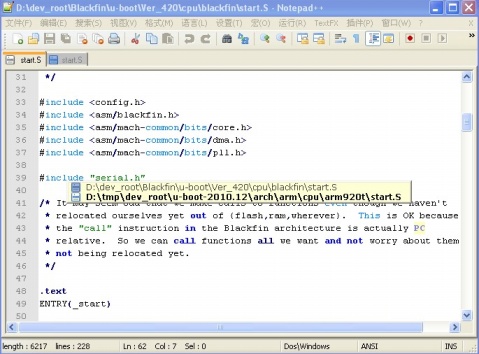 D:\dev_root\Blackfin\u-boot\Ver_420\cpu\blackfin\start.S - Notepad++
文件(F) 编辑(E) 搜索(S) 视图(V) 格式(M) 语言(L) 设置(T) 宏(O) 运行(R) TextFX 插件(P) 窗口(W) ? X
start.S start.S
31 */
32
33 #include <config.h>
34 #include <asm/blackfin.h>
35 #include <asm/mach-common/bits/core.h>
36 #include <asm/mach-common/bits/dma.h>
37 #include <asm/mach-common/bits/pll.h>
38
39 #include "serial.h"
40
D:\dev_root\Blackfin\u-boot\Ver_420\cpu\blackfin\start.S
D:\tmp\dev_root\u-boot-2010.12\arch\arm\cpu\arm920t\start.S
41 /* It may
42 * relocated ourselves yet out of (flash,ram,wherever). This is OK because
43 * the "call" instruction in the Blackfin architecture is actually PC
44 * relative. So we can call functions all we want and not worry about them
45 * not being relocated yet.
46 */
47
48 .text
49 ENTRY(_start)
length : 6217 lines : 228 Ln : 62 Col : 7 Sel : 0 Dos\Windows ANSI INS